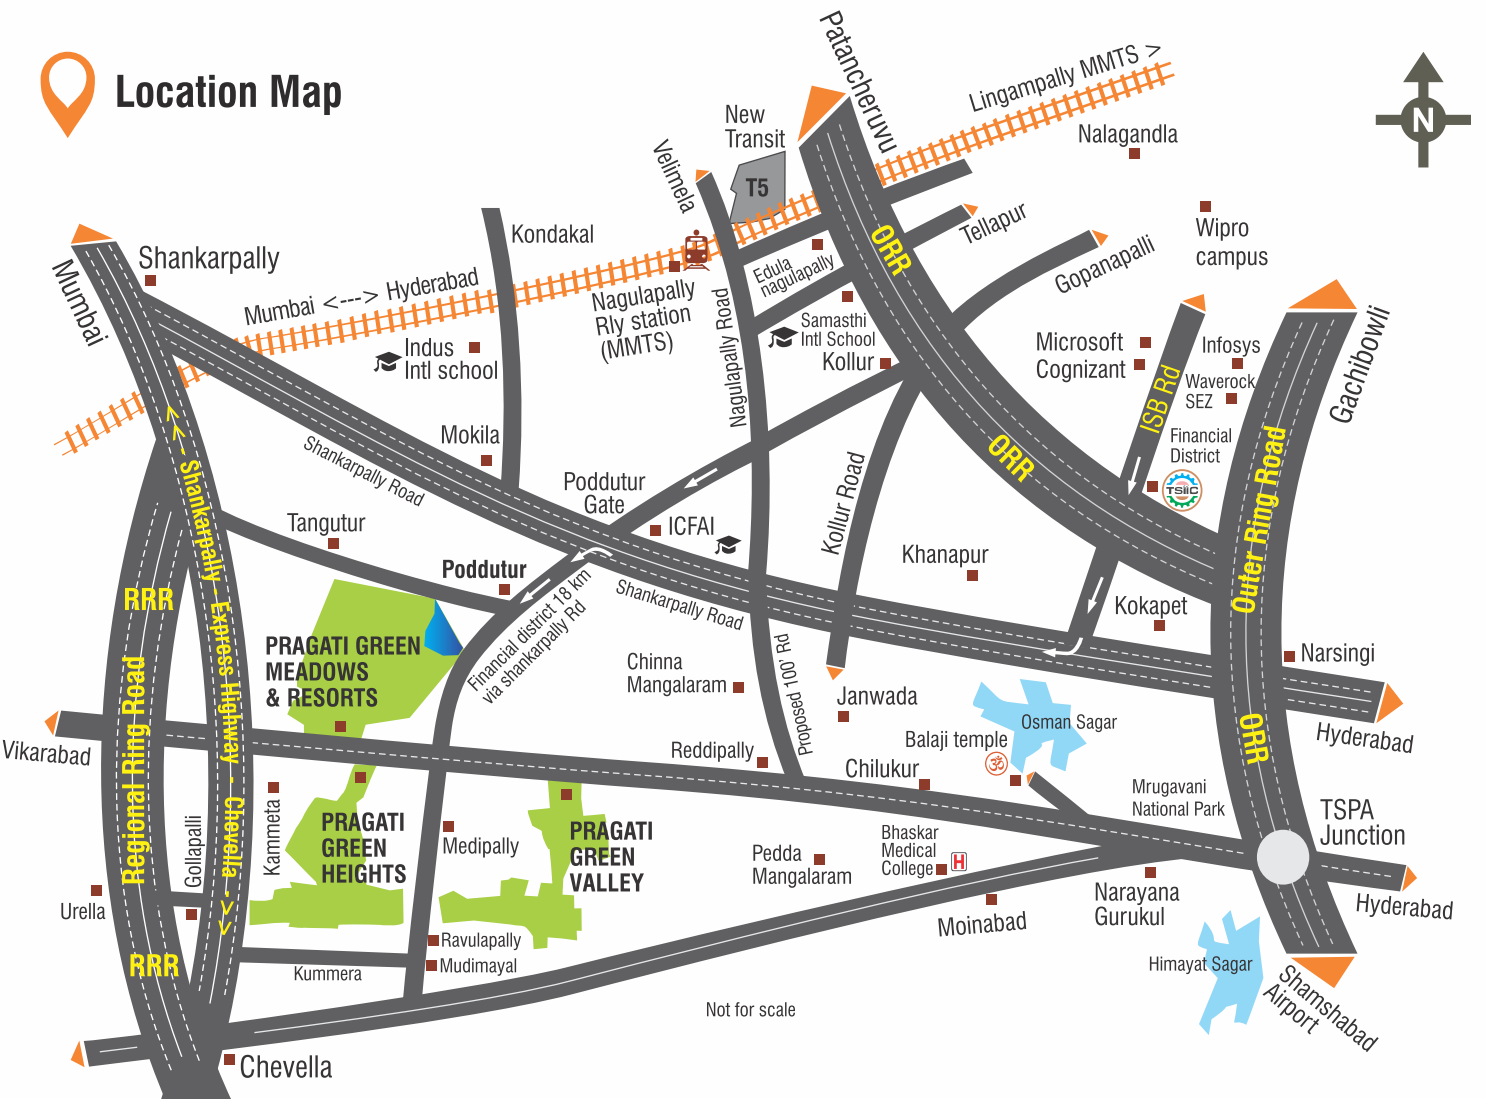 Location Map
N
Patancheruvu
Lingampally MMTS >
Nalagandla
New
Transit
T5
Velimela
Kondakal
Shankarpally
Mumbai
Mumbai <---> Hyderabad
Nagulapally
Rly station
(MMTS)
Edula
nagulapally
ORR
Tellapur
Gopanapalli
Wipro
campus
Indus
Intl school
Nagulapally Road
Samasthi
Intl School
Kollur
Microsoft
Cognizant
ISB Rd
Infosys
Waverock
SEZ
Financial
District
TSiiC
Gachibowli
Mokila
Shankarpally Road
Poddutur
Gate
ICFAI
Kollur Road
ORR
Outer Ring Road
Khanapur
Kokapet
Narsingi
Tangutur
Poddutur
Financial district 18 km
via shankarpally Rd
Shankarpally Road
<< - Shankarpally - Express Highway - Chevella - >>
RRR
Regional Ring Road
PRAGATI GREEN
MEADOWS
& RESORTS
Chinna
Mangalaram
Proposed 100' Rd
Janwada
Osman Sagar
Balaji temple
ॐ
Chilukur
Reddipally
ORR
Hyderabad
Vikarabad
Mrugavani
National Park
TSPA
Junction
Kammeta
Gollapalli
PRAGATI
GREEN
HEIGHTS
Medipally
PRAGATI
GREEN
VALLEY
Pedda
Mangalaram
Bhaskar
Medical
College
H
Narayana
Gurukul
Moinabad
Hyderabad
Urella
RRR
Ravulapally
Mudimayal
Kummera
Himayat Sagar
Shamshabad
Airport
Not for scale
Chevella